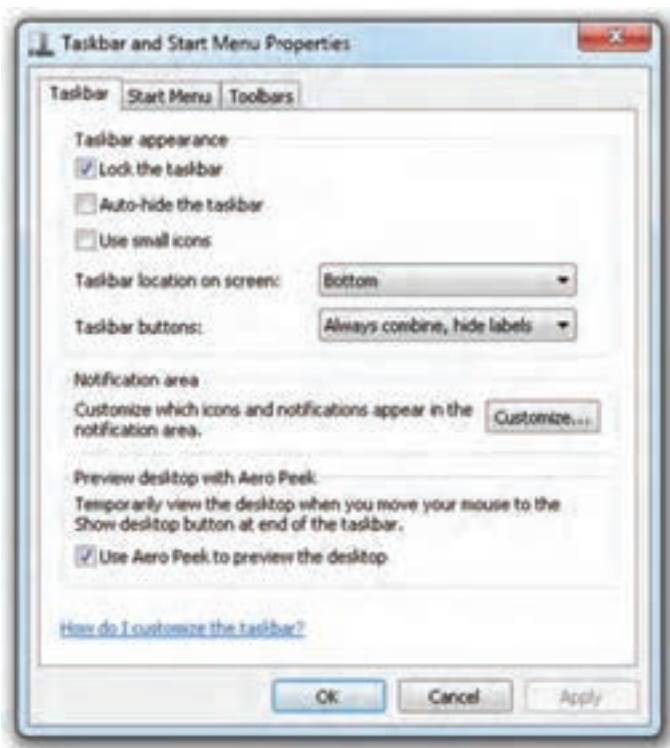 Taskbar and Start Menu Properties
Taskbar Start Menu Toolbars
Taskbar appearance
Lock the taskbar
Auto-hide the taskbar
Use small icons
Taskbar location on screen: Bottom
Taskbar buttons: Always combine, hide labels
Notification area
Customize which icons and notifications appear in the
notification area.
Customize...
Preview desktop with Aero Peek
Temporarily view the desktop when you move your mouse to the
Show desktop button at end of the taskbar.
Use Aero Peek to preview the desktop
How do I customize the taskbar?
OK Cancel Apply